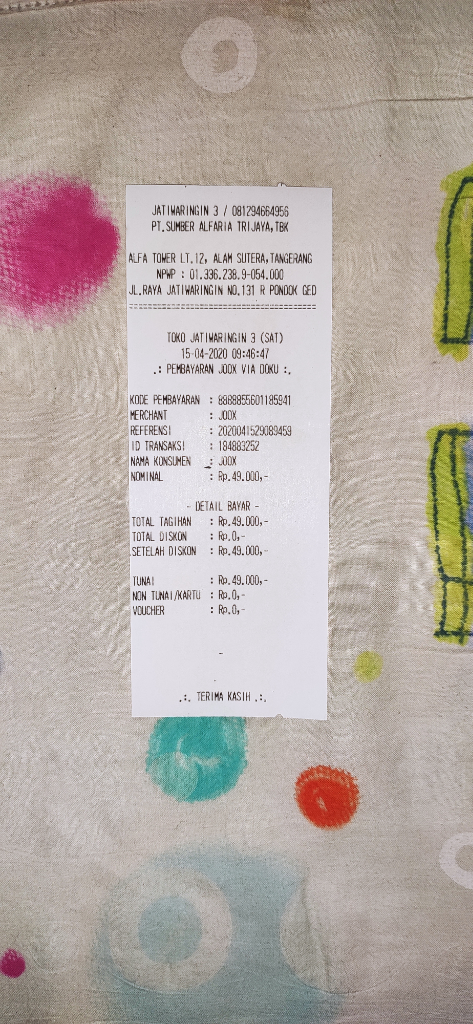 JATIWARINGIN 3 / 081294664956
PT.SUMBER ALFARIA TRIJAYA,TBK
ALFA TOWER LT.12, ALAM SUTERA,TANGERANG
NPWP : 01.336.238.9-054.000
JL.RAYA JATIWARINGIN NO.131 R PONDOK GED
========================================
TOKO JATIWARINGIN 3 (SAT)
15-04-2020 09:46:47
.: PEMBAYARAN JOOX VIA DOKU :.
KODE PEMBAYARAN : 8988855601185941
MERCHANT : JOOX
REFERENSI : 2020041529089459
ID TRANSAKSI : 184883252
NAMA KONSUMEN : JOOX
NOMINAL : Rp.49.000,-
- DETAIL BAYAR -
TOTAL TAGIHAN : Rp.49.000,-
TOTAL DISKON : Rp.0,-
SETELAH DISKON : Rp.49.000,-
TUNAI : Rp.49.000,-
NON TUNAI/KARTU : Rp.0,-
VOUCHER : Rp.0,-
-
.:. TERIMA KASIH .:.